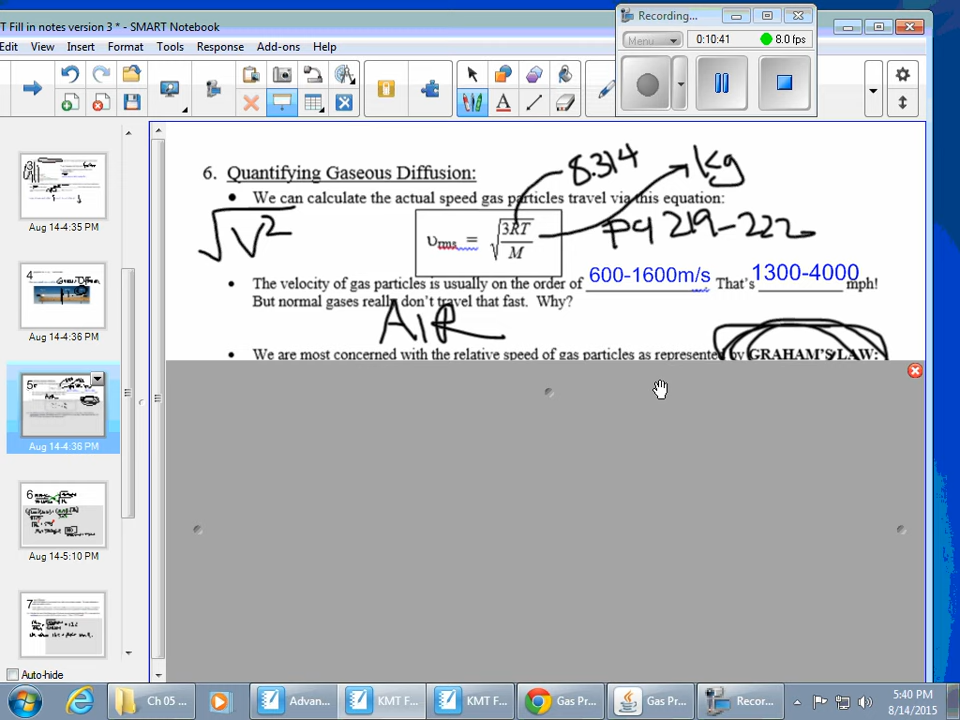 T Fill in notes version 3 * - SMART Notebook
Recording...
Edit View Insert Format Tools Response Add-ons Help
Menu 0:10:41 8.0 fps
Aug 14-4:35 PM
4
Aug 14-4:36 PM
5
Aug 14-4:36 PM
6
Aug 14-5:10 PM
7
Auto-hide
6. Quantifying Gaseous Diffusion:
8.314 kg
• We can calculate the actual speed gas particles travel via this equation:
√V²
υrms = √3RT/M
pg 219-222
• The velocity of gas particles is usually on the order of 600-1600m/s That's 1300-4000 mph!
But normal gases really don't travel that fast. Why?
AIR
• We are most concerned with the relative speed of gas particles as represented by GRAHAM'S LAW:
Ch 05 ... Advan... KMT F... KMT F... Gas Pr... Gas Pr... Recor...
5:40 PM
8/14/2015